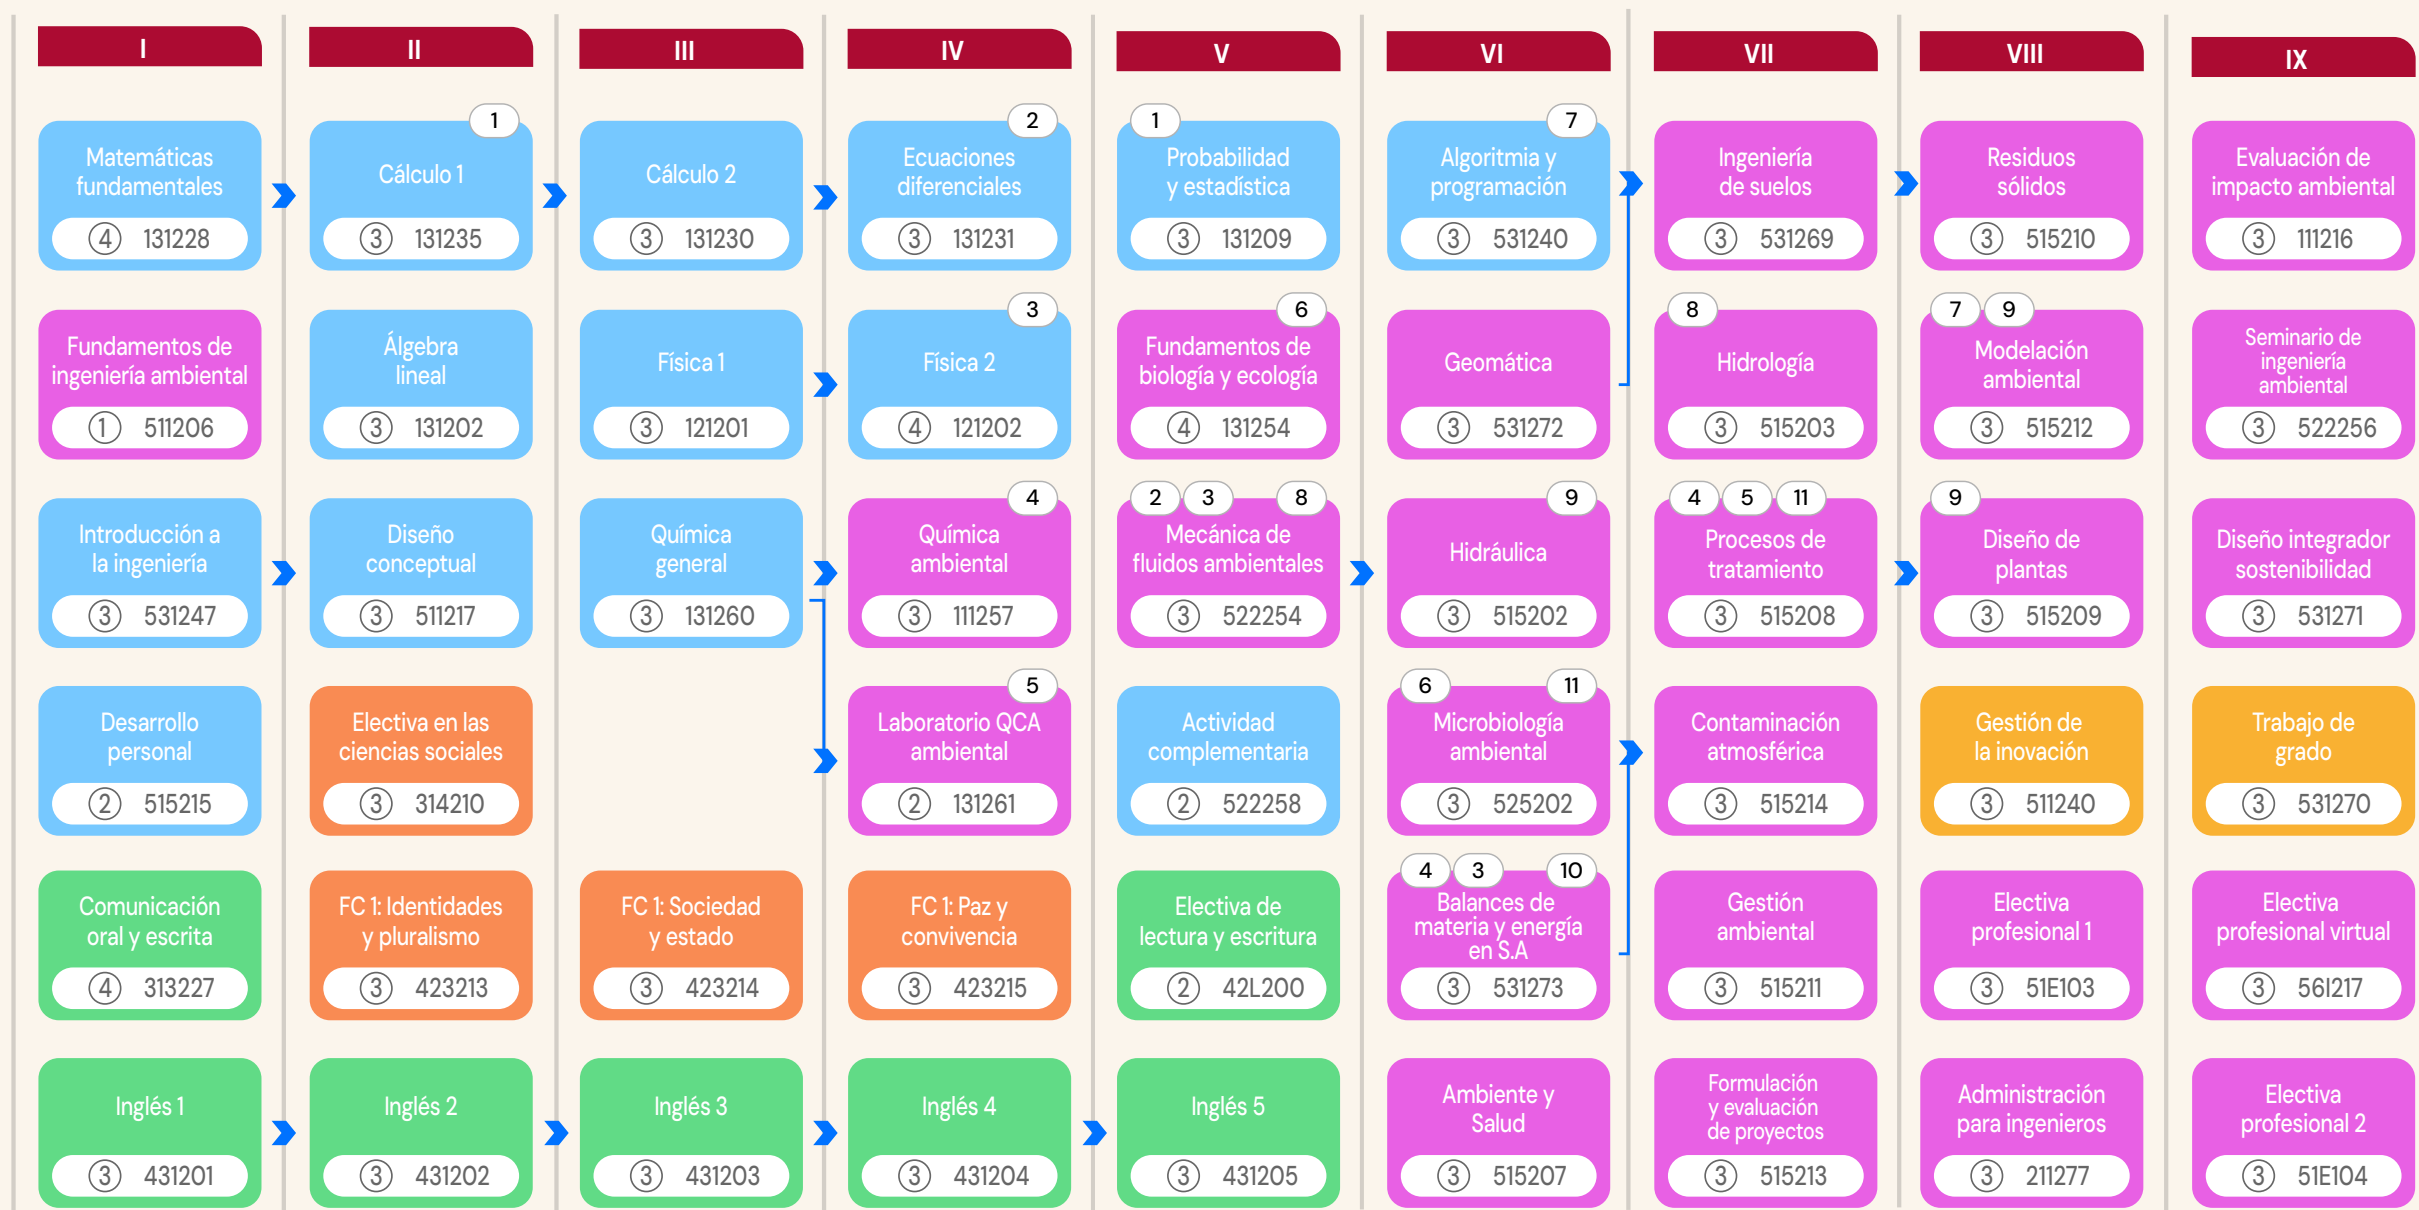 I
II
III
IV
V
VI
VII
VIII
IX
Matemáticas
fundamentales
4 131228
1
Cálculo 1
3 131235
Cálculo 2
3 131230
2
Ecuaciones
diferenciales
3 131231
1
Probabilidad
y estadística
3 131209
7
Algoritmia y
programación
3 531240
Ingeniería
de suelos
3 531269
Residuos
sólidos
3 515210
Evaluación de
impacto ambiental
3 111216
Fundamentos de
ingeniería ambiental
1 511206
Álgebra
lineal
3 131202
Física 1
3 121201
3
Física 2
4 121202
6
Fundamentos de
biología y ecología
4 131254
Geomática
3 531272
8
Hidrología
3 515203
7 9
Modelación
ambiental
3 515212
Seminario de
ingeniería
ambiental
3 522256
Introducción a
la ingeniería
3 531247
Diseño
conceptual
3 511217
Química
general
3 131260
4
Química
ambiental
3 111257
2 3 8
Mecánica de
fluidos ambientales
3 522254
9
Hidráulica
3 515202
4 5 11
Procesos de
tratamiento
3 515208
9
Diseño de
plantas
3 515209
Diseño integrador
sostenibilidad
3 531271
Desarrollo
personal
2 515215
Electiva en las
ciencias sociales
3 314210
5
Laboratorio QCA
ambiental
2 131261
Actividad
complementaria
2 522258
6 11
Microbiología
ambiental
3 525202
Contaminación
atmosférica
3 515214
Gestión de
la inovación
3 511240
Trabajo de
grado
3 531270
Comunicación
oral y escrita
4 313227
FC 1: Identidades
y pluralismo
3 423213
FC 1: Sociedad
y estado
3 423214
FC 1: Paz y
convivencia
3 423215
Electiva de
lectura y escritura
2 42L200
4 3 10
Balances de
materia y energía
en S.A
3 531273
Gestión
ambiental
3 515211
Electiva
profesional 1
3 51E103
Electiva
profesional virtual
3 56I217
Inglés 1
3 431201
Inglés 2
3 431202
Inglés 3
3 431203
Inglés 4
3 431204
Inglés 5
3 431205
Ambiente y
Salud
3 515207
Formulación
y evaluación
de proyectos
3 515213
Administración
para ingenieros
3 211277
Electiva
profesional 2
3 51E104